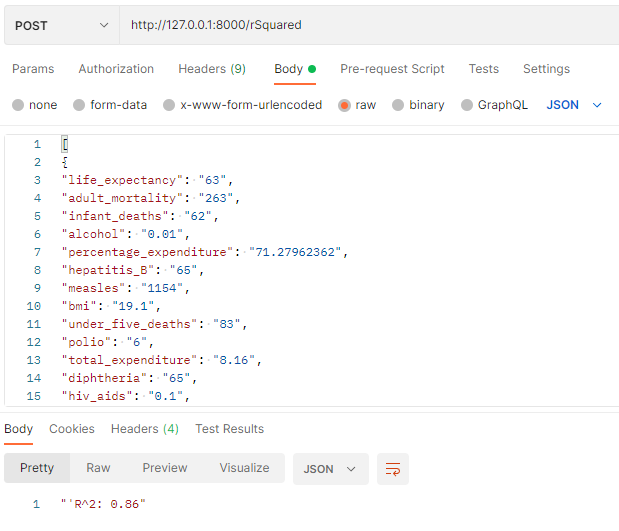 POST http://127.0.0.1:8000/rSquared
Params Authorization Headers (9) Body Pre-request Script Tests Settings
none form-data x-www-form-urlencoded raw binary GraphQL JSON
1 [
2 {
3 "life_expectancy": "63",
4 "adult_mortality": "263",
5 "infant_deaths": "62",
6 "alcohol": "0.01",
7 "percentage_expenditure": "71.27962362",
8 "hepatitis_B": "65",
9 "measles": "1154",
10 "bmi": "19.1",
11 "under_five_deaths": "83",
12 "polio": "6",
13 "total_expenditure": "8.16",
14 "diphtheria": "65",
15 "hiv_aids": "0.1",
Body Cookies Headers (4) Test Results
Pretty Raw Preview Visualize JSON
1 "'R^2: 0.86"